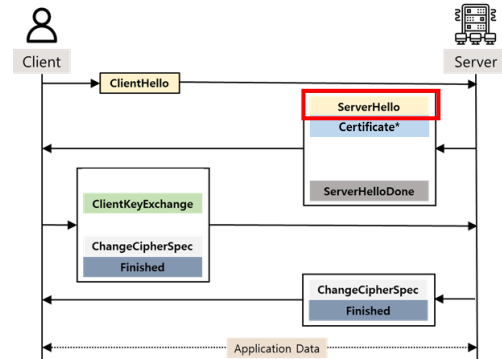 Client
Server
ClientHello
ServerHello
Certificate*
ServerHelloDone
ClientKeyExchange
ChangeCipherSpec
Finished
ChangeCipherSpec
Finished
Application Data